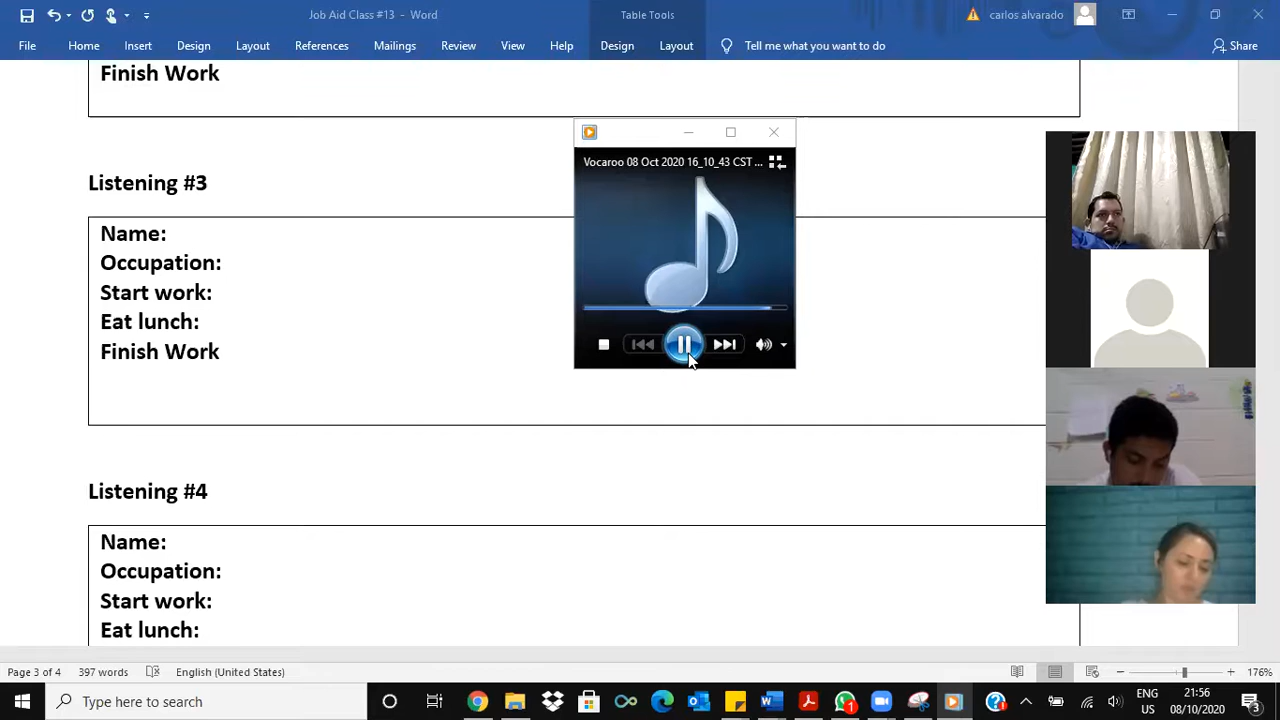 Job Aid Class #13 - Word
Table Tools
carlos alvarado
File
Home
Insert
Design
Layout
References
Mailings
Review
View
Help
Design
Layout
Tell me what you want to do
Share
Finish Work
Vocaroo 08 Oct 2020 16_10_43 CST ...
Listening #3
Name:
Occupation:
Start work:
Eat lunch:
Finish Work
Listening #4
Name:
Occupation:
Start work:
Eat lunch:
Page 3 of 4
397 words
English (United States)
176%
Type here to search
1
ENG
US
21:56
08/10/2020
3